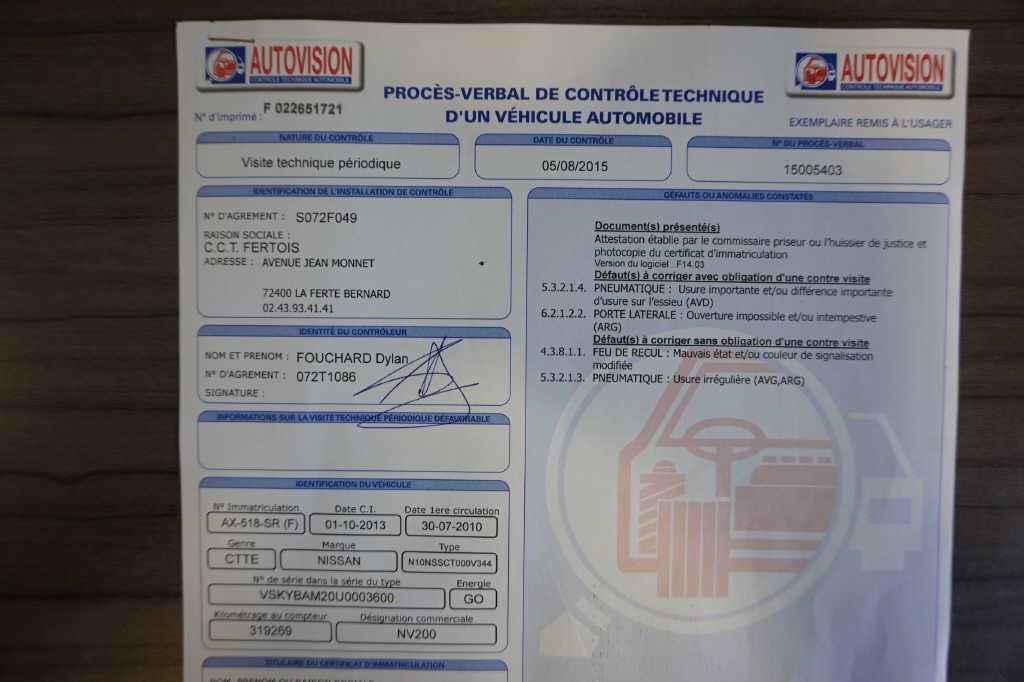 AUTOVISION
CONTROLE TECHNIQUE AUTOMOBILE
AUTOVISION
CONTROLE TECHNIQUE AUTOMOBILE
N° d'imprimé : F 022651721
PROCÈS-VERBAL DE CONTRÔLE TECHNIQUE
D'UN VÉHICULE AUTOMOBILE
EXEMPLAIRE REMIS À L'USAGER
NATURE DU CONTRÔLE
Visite technique périodique
DATE DU CONTRÔLE
05/08/2015
N° DU PROCÈS-VERBAL
15005403
IDENTIFICATION DE L'INSTALLATION DE CONTRÔLE
N° D'AGREMENT : S072F049
RAISON SOCIALE :
C.C.T. FERTOIS
ADRESSE : AVENUE JEAN MONNET
72400 LA FERTE BERNARD
02.43.93.41.41
IDENTITÉ DU CONTRÔLEUR
NOM ET PRENOM : FOUCHARD Dylan
N° D'AGREMENT : 072T1086
SIGNATURE :
INFORMATIONS SUR LA VISITE TECHNIQUE PÉRIODIQUE DÉFAVORABLE
IDENTIFICATION DU VÉHICULE
N° Immatriculation Date C.I. Date 1ere circulation
AX-518-SR (F) 01-10-2013 30-07-2010
Genre Marque Type
CTTE NISSAN N10NSSCT000V344
N° de série dans la série du type Energie
VSKYBAM20U0003600 GO
Kilométrage au compteur Désignation commerciale
319269 NV200
TITULAIRE DU CERTIFICAT D'IMMATRICULATION
DÉFAUTS OU ANOMALIES CONSTATÉS
Document(s) présenté(s)
Attestation établie par le commissaire priseur ou l'huissier de justice et
photocopie du certificat d'immatriculation
Version du logiciel : F14.03
Défaut(s) à corriger avec obligation d'une contre visite
5.3.2.1.4. PNEUMATIQUE : Usure importante et/ou différence importante
d'usure sur l'essieu (AVD)
6.2.1.2.2. PORTE LATERALE : Ouverture impossible et/ou intempestive
(ARG)
Défaut(s) à corriger sans obligation d'une contre visite
4.3.8.1.1. FEU DE RECUL : Mauvais état et/ou couleur de signalisation
modifiée
5.3.2.1.3. PNEUMATIQUE : Usure irrégulière (AVG,ARG)